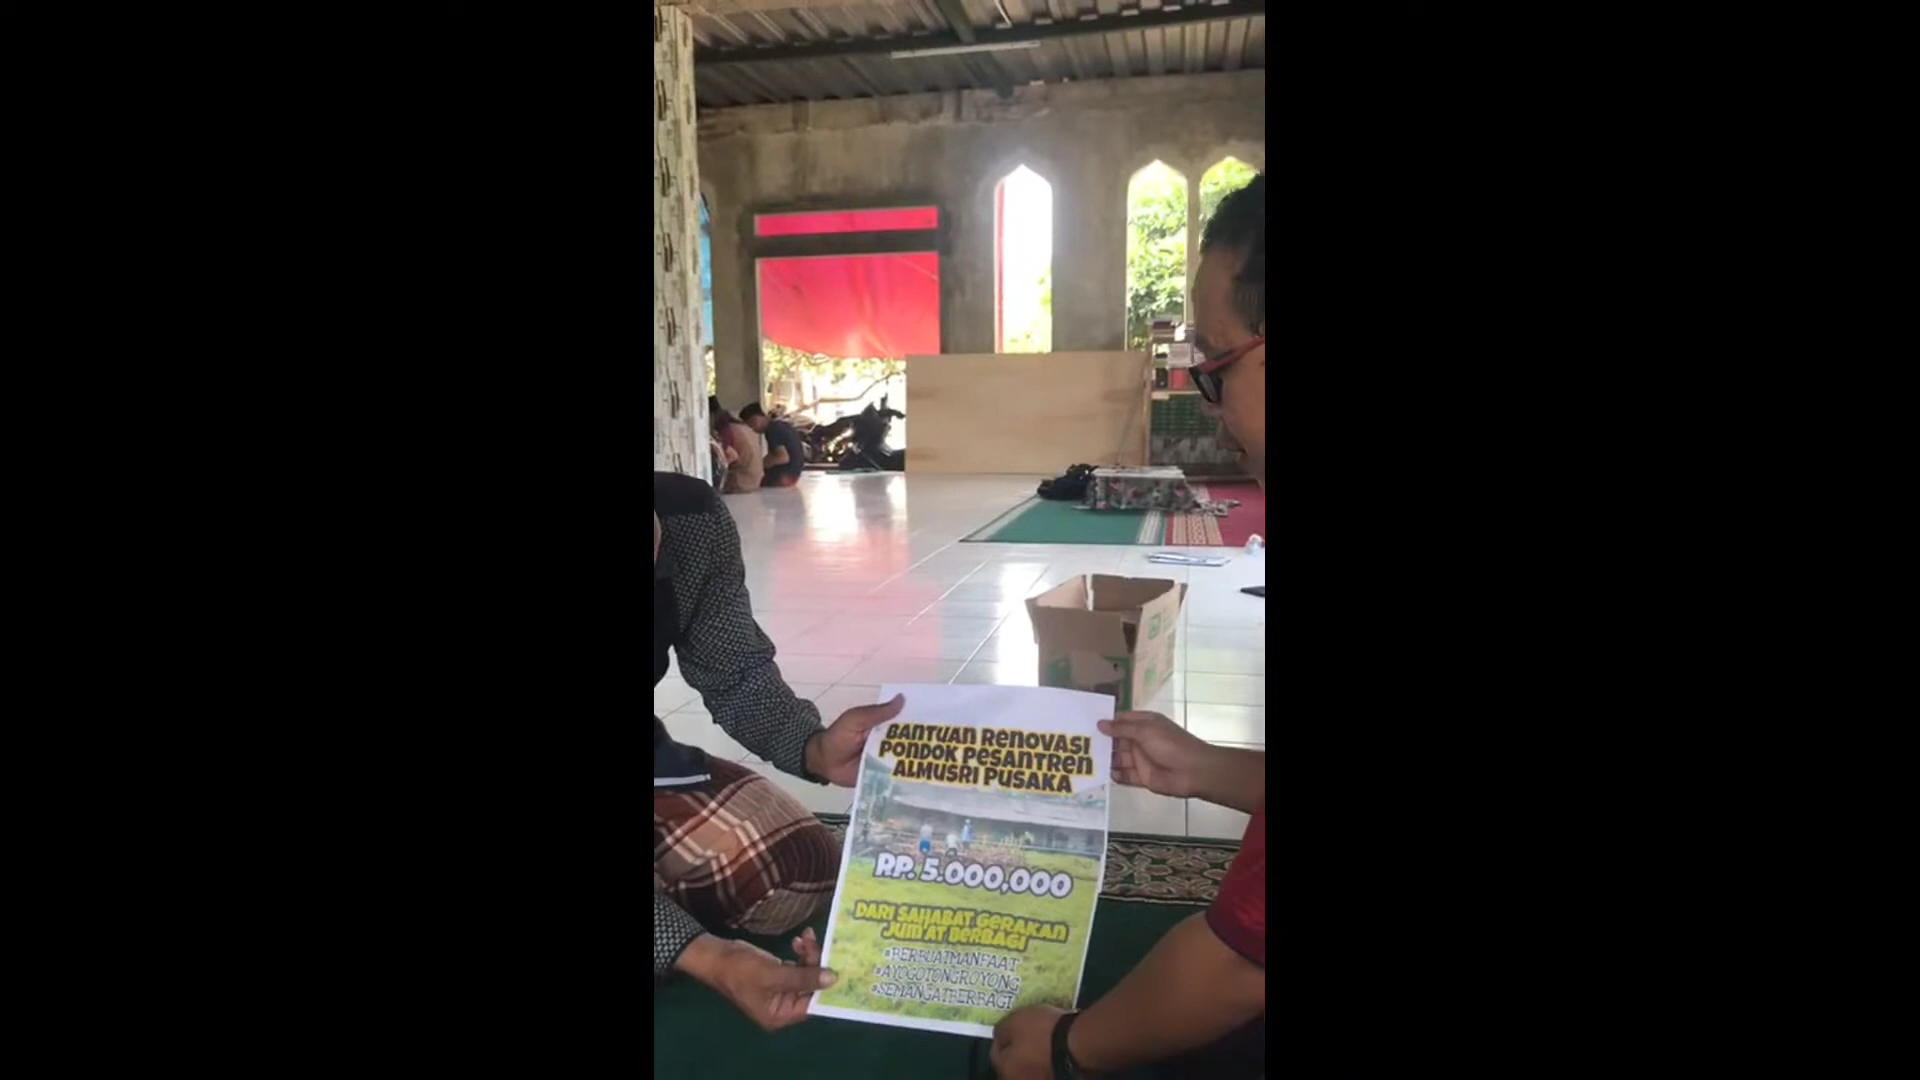 BANTUAN RENOVASI
PONDOK PESANTREN
ALMUSRI PUSAKA
RP. 5.000,000
DARI SAHABAT GERAKAN
JUM'AT BERBAGI
#BERBUATMANFAAT
#AYOGOTONGROYONG
#SEMANGATBERBAGI